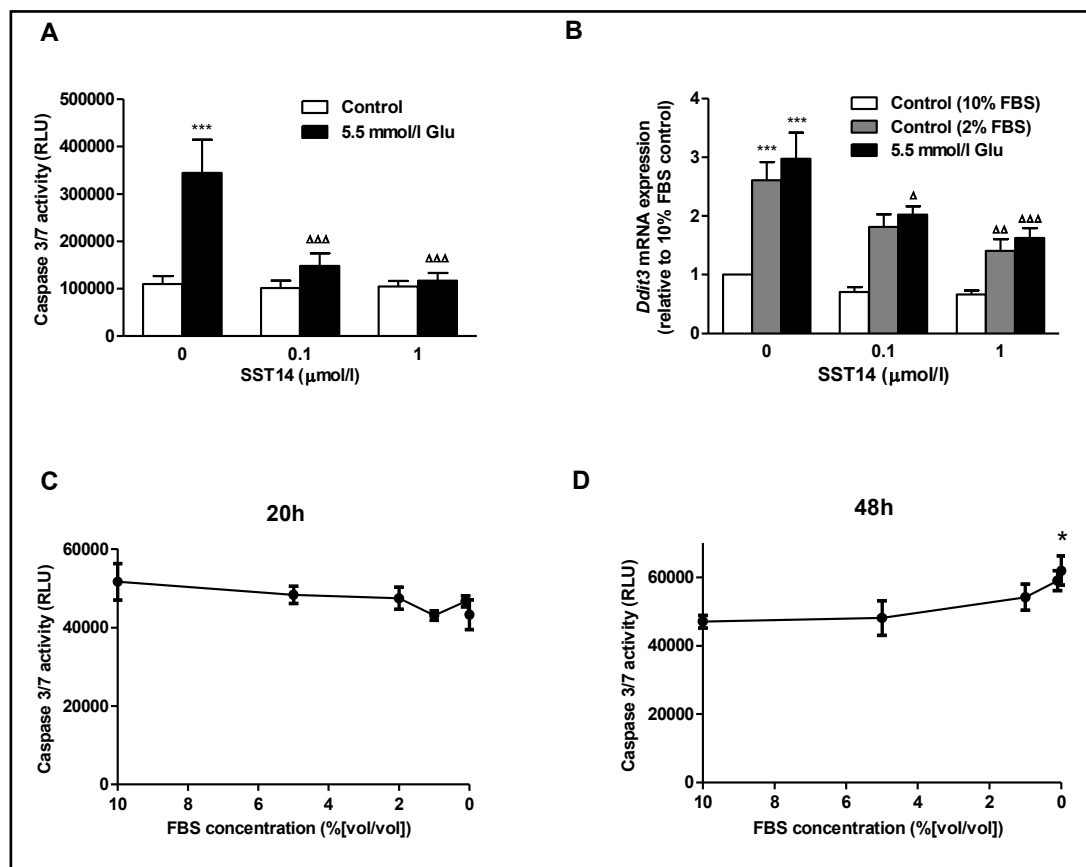 A
Caspase 3/7 activity (RLU)
500000
400000
300000
200000
100000
0
Control
5.5 mmol/l Glu
***
ΔΔΔ
ΔΔΔ
0 0.1 1
SST14 (μmol/l)
B
Ddit3 mRNA expression
(relative to 10% FBS control)
4
3
2
1
0
Control (10% FBS)
Control (2% FBS)
5.5 mmol/l Glu
*** ***
Δ
ΔΔ ΔΔΔ
0 0.1 1
SST14 (μmol/l)
C
20h
Caspase 3/7 activity (RLU)
60000
40000
20000
0
10 8 6 4 2 0
FBS concentration (%[vol/vol])
D
48h
*
Caspase 3/7 activity (RLU)
60000
40000
20000
0
10 8 6 4 2 0
FBS concentration (%[vol/vol])